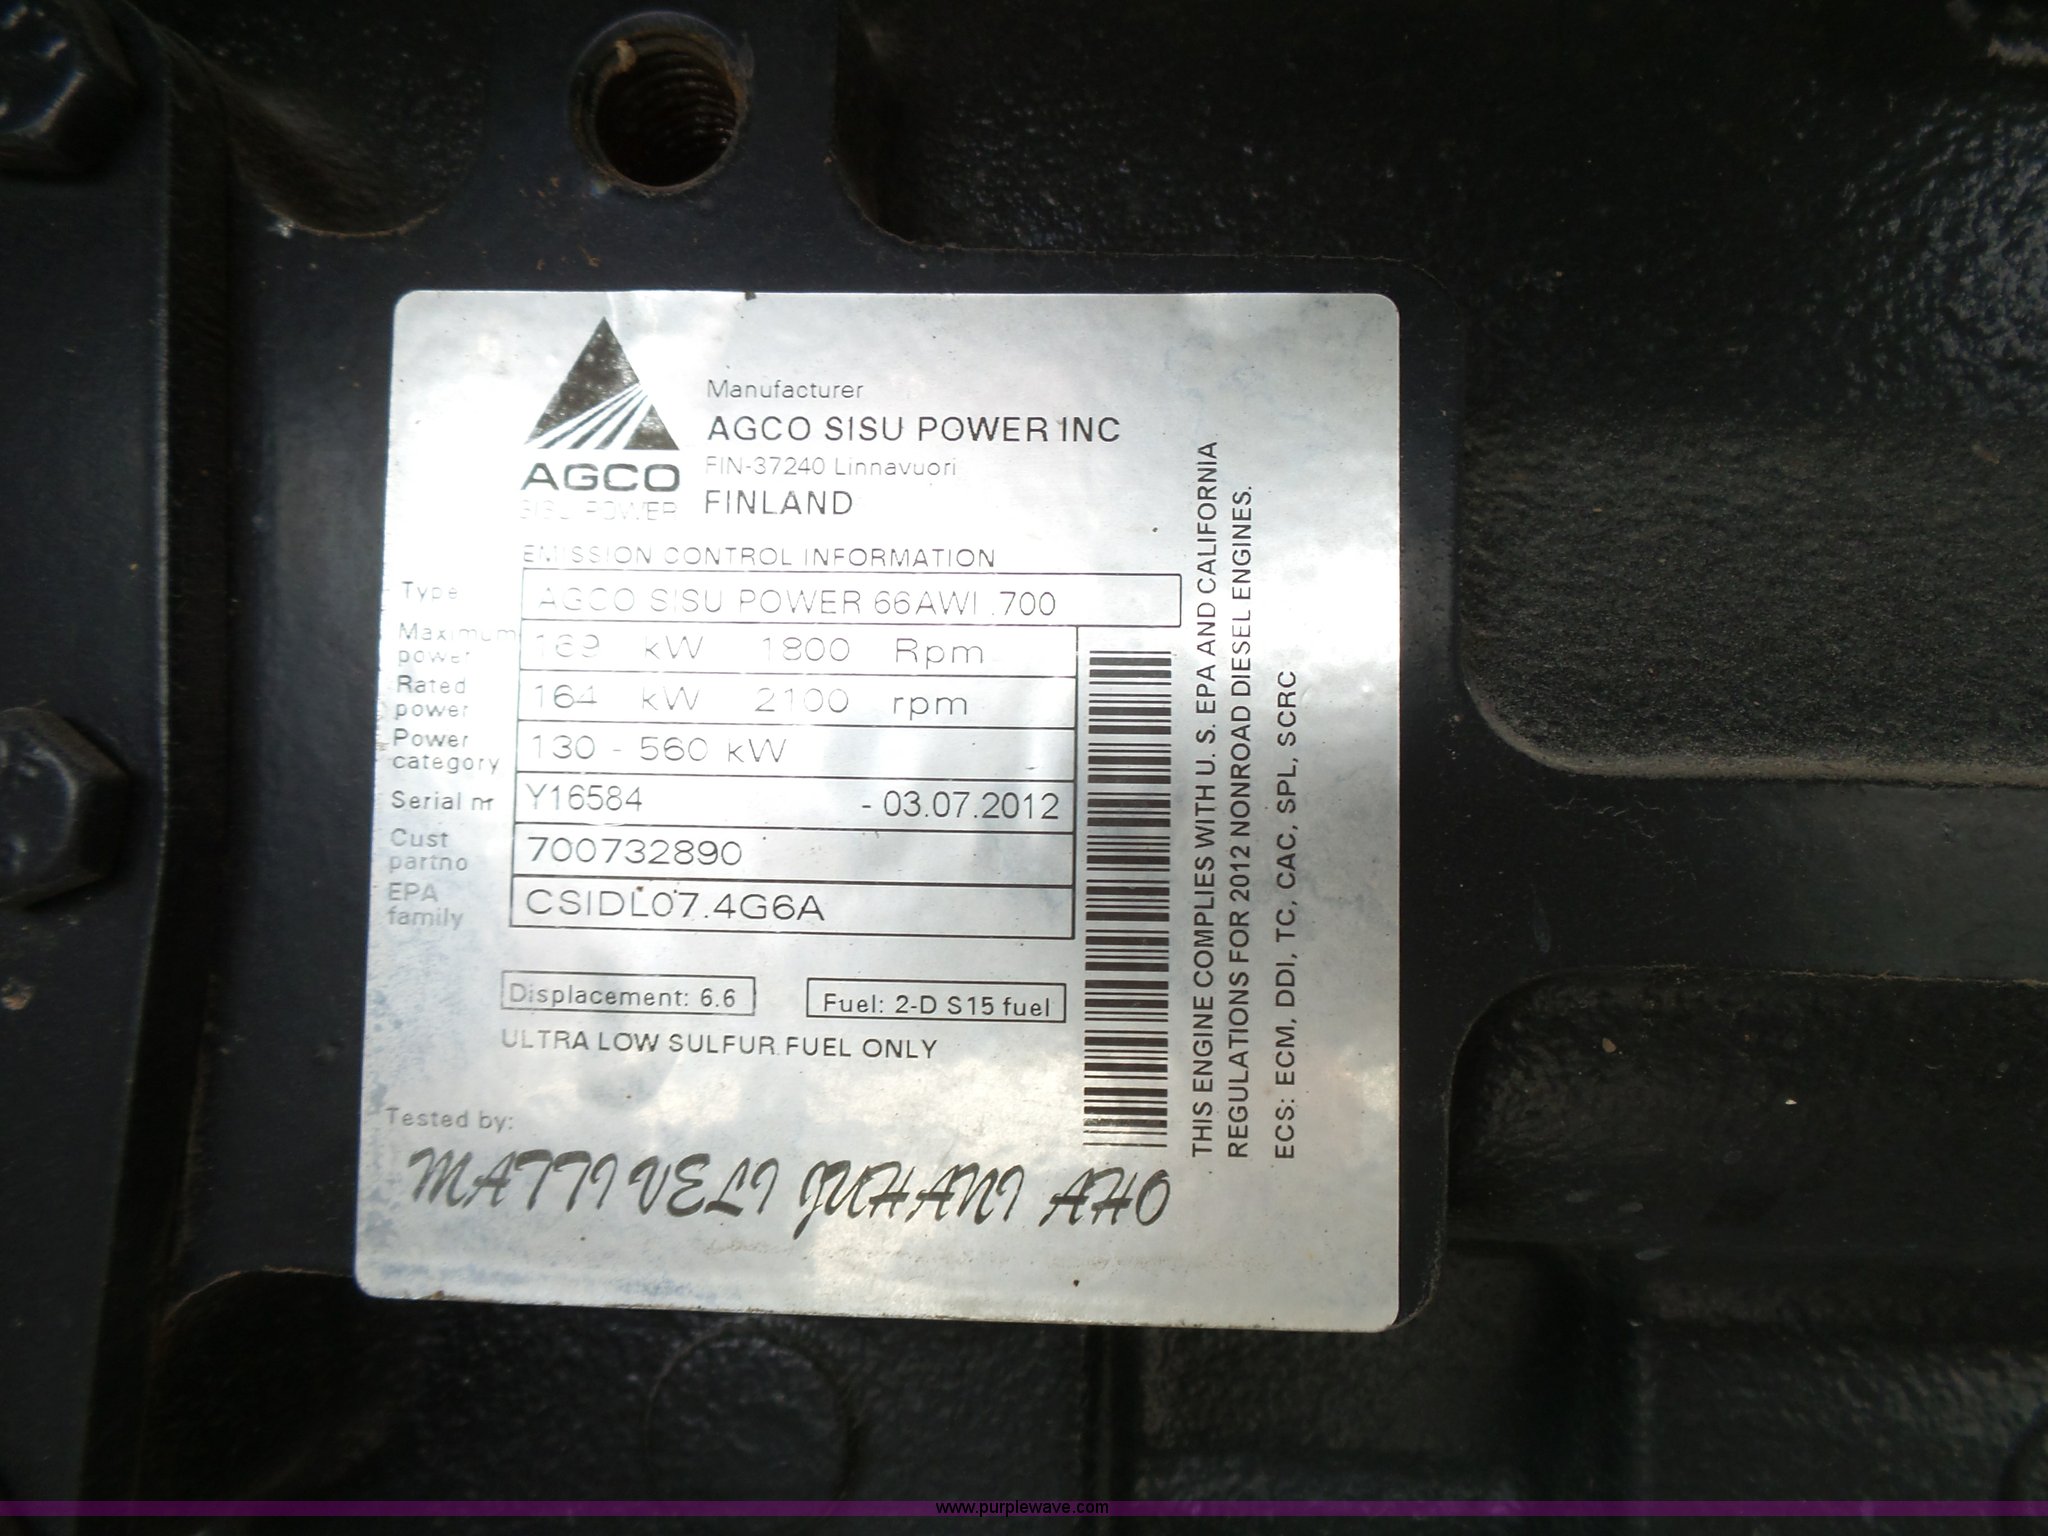 Manufacturer
AGCO SISU POWER INC
FIN-37240 Linnavuori
FINLAND
AGCO
SISU POWER
EMISSION CONTROL INFORMATION
Type AGCO SISU POWER 66AWI .700
Maximum power 169 kW 1800 Rpm
Rated power 164 kW 2100 rpm
Power category 130 - 560 kW
Serial nr Y16584 - 03.07.2012
Cust partno 700732890
EPA family CSIDL07.4G6A
Displacement: 6.6 Fuel: 2-D S15 fuel
ULTRA LOW SULFUR FUEL ONLY
Tested by:
MATTI VELI JUHANI AHO
THIS ENGINE COMPLIES WITH U. S. EPA AND CALIFORNIA
REGULATIONS FOR 2012 NONROAD DIESEL ENGINES.
ECS: ECM, DDI, TC, CAC, SPL, SCRC
www.purplewave.com